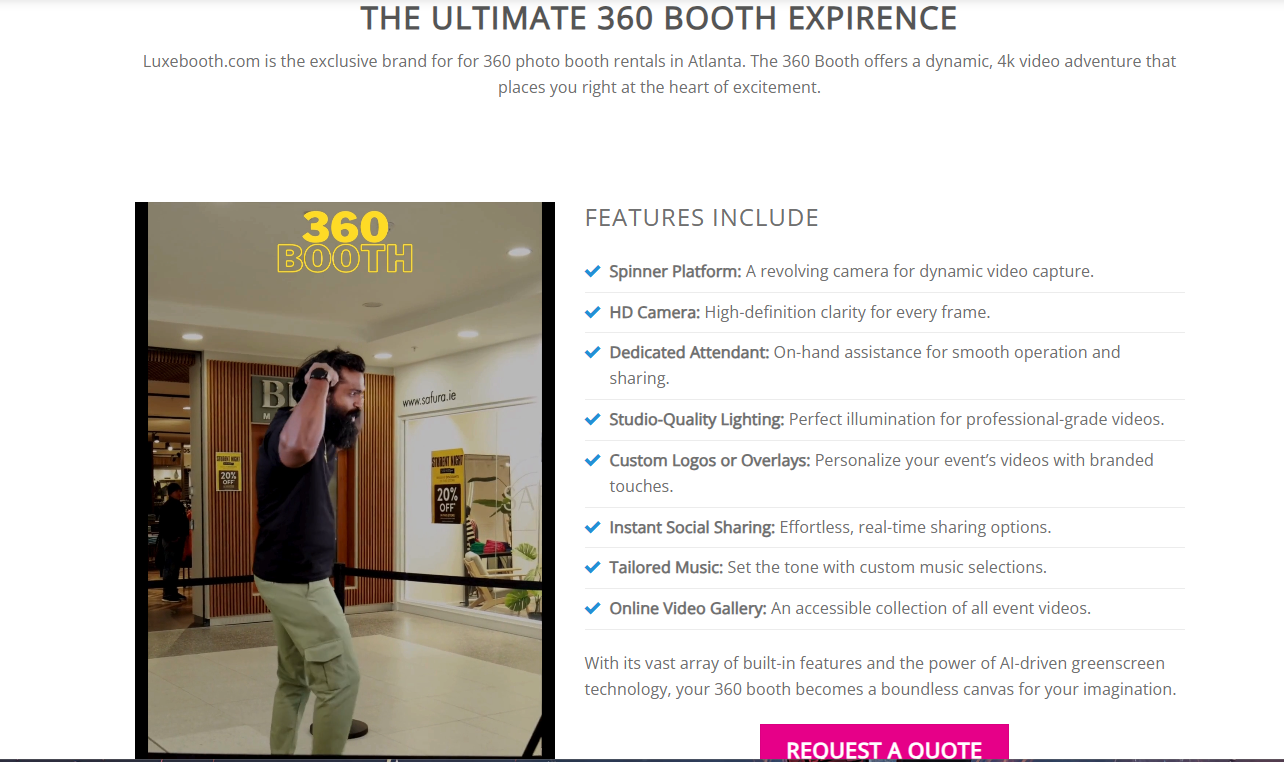 THE ULTIMATE 360 BOOTH EXPIRENCE
Luxebooth.com is the exclusive brand for for 360 photo booth rentals in Atlanta. The 360 Booth offers a dynamic, 4k video adventure that
places you right at the heart of excitement.
360
BOOTH
www.safura.ie
STUDENT NIGHT
20%
OFF*
STUDENT NIGHT
20%
OFF*
FEATURES INCLUDE
Spinner Platform: A revolving camera for dynamic video capture.
HD Camera: High-definition clarity for every frame.
Dedicated Attendant: On-hand assistance for smooth operation and
sharing.
Studio-Quality Lighting: Perfect illumination for professional-grade videos.
Custom Logos or Overlays: Personalize your event’s videos with branded
touches.
Instant Social Sharing: Effortless, real-time sharing options.
Tailored Music: Set the tone with custom music selections.
Online Video Gallery: An accessible collection of all event videos.
With its vast array of built-in features and the power of AI-driven greenscreen
technology, your 360 booth becomes a boundless canvas for your imagination.
REQUEST A QUOTE